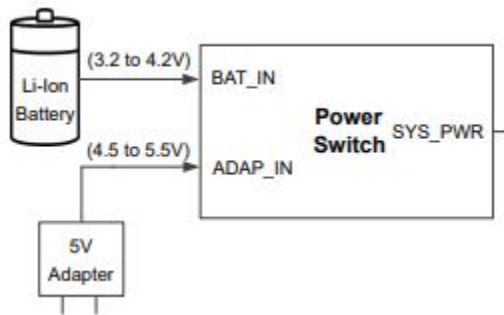 (3.2 to 4.2V)
Li-Ion
Battery
BAT_IN
Power
Switch
SYS_PWR
(4.5 to 5.5V)
ADAP_IN
5V
Adapter